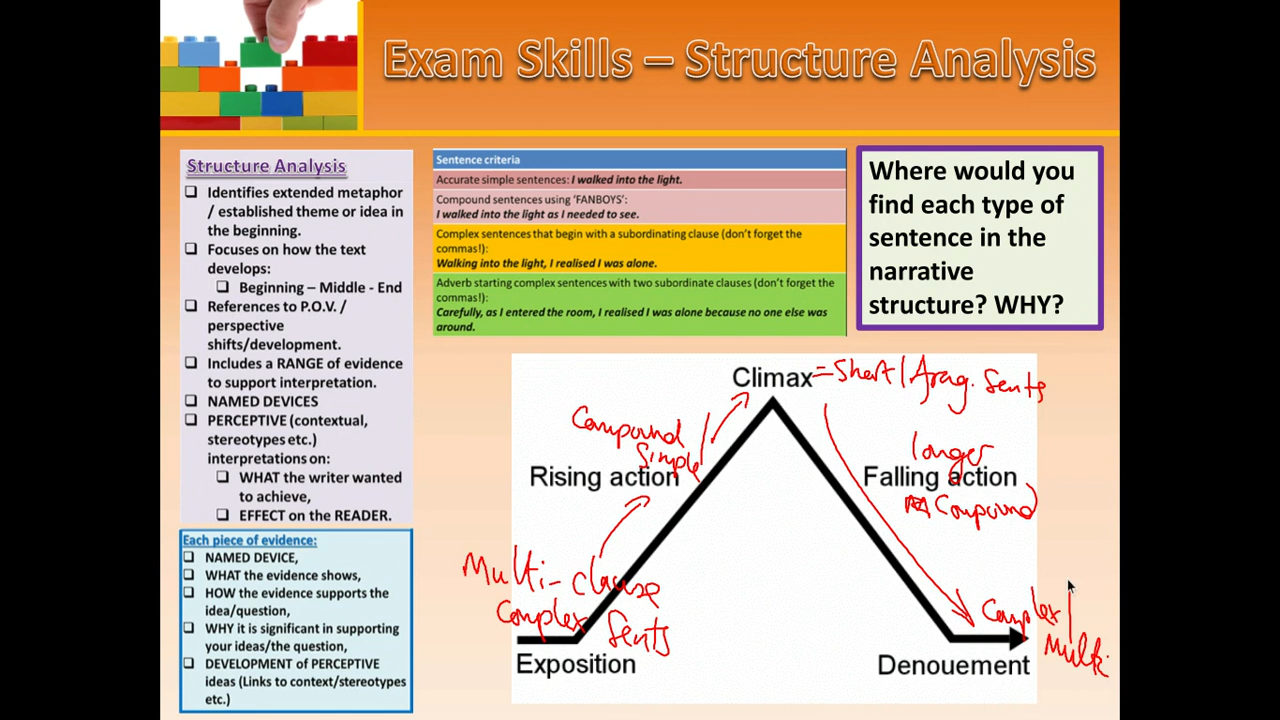 Exam Skills – Structure Analysis
Structure Analysis
❑ Identifies extended metaphor
/ established theme or idea in
the beginning.
❑ Focuses on how the text
develops:
❑ Beginning – Middle - End
❑ References to P.O.V. /
perspective
shifts/development.
❑ Includes a RANGE of evidence
to support interpretation.
❑ NAMED DEVICES
❑ PERCEPTIVE (contextual,
stereotypes etc.)
interpretations on:
❑ WHAT the writer wanted
to achieve,
❑ EFFECT on the READER.
Each piece of evidence:
❑ NAMED DEVICE,
❑ WHAT the evidence shows,
❑ HOW the evidence supports the
idea/question,
❑ WHY it is significant in supporting
your ideas/the question,
❑ DEVELOPMENT of PERCEPTIVE
ideas (Links to context/stereotypes
etc.)
Sentence criteria
Accurate simple sentences: I walked into the light.
Compound sentences using 'FANBOYS':
I walked into the light as I needed to see.
Complex sentences that begin with a subordinating clause (don't forget the
commas!):
Walking into the light, I realised I was alone.
Adverb starting complex sentences with two subordinate clauses (don't forget the
commas!):
Carefully, as I entered the room, I realised I was alone because no one else was
around.
Where would you
find each type of
sentence in the
narrative
structure? WHY?
Climax = Short / frag. Sents
Compound /
Simple
Rising action
longer
Falling action
Compound
Multi-clause
Complex Sents
Exposition
Complex /
Multi
Denouement